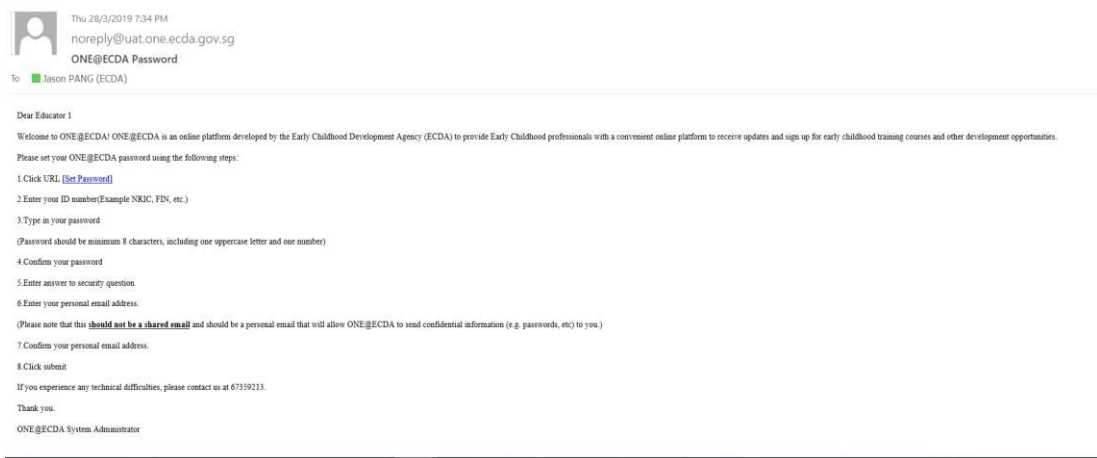 Thu 28/3/2019 7:34 PM
noreply@uat.one.ecda.gov.sg
ONE@ECDA Password
To Jason PANG (ECDA)
Dear Educator 1
Welcome to ONE@ECDA! ONE@ECDA is an online platform developed by the Early Childhood Development Agency (ECDA) to provide Early Childhood professionals with a convenient online platform to receive updates and sign up for early childhood training courses and other development opportunities.
Please set your ONE@ECDA password using the following steps:
1.Click URL [Set Password]
2.Enter your ID number(Example NRIC, FIN, etc.)
3.Type in your password
(Password should be minimum 8 characters, including one uppercase letter and one number)
4.Confirm your password
5.Enter answer to security question
6.Enter your personal email address.
(Please note that this should not be a shared email and should be a personal email that will allow ONE@ECDA to send confidential information (e.g. passwords, etc) to you.)
7.Confirm your personal email address.
8.Click submit
If you experience any technical difficulties, please contact us at 67359213.
Thank you.
ONE@ECDA System Administrator